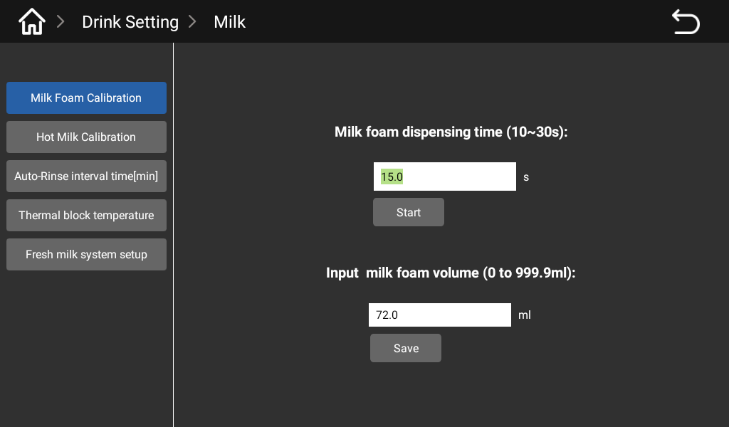 > Drink Setting > Milk
Milk Foam Calibration
Hot Milk Calibration
Auto-Rinse interval time[min]
Thermal block temperature
Fresh milk system setup
Milk foam dispensing time (10~30s):
15.0 s
Start
Input milk foam volume (0 to 999.9ml):
72.0 ml
Save